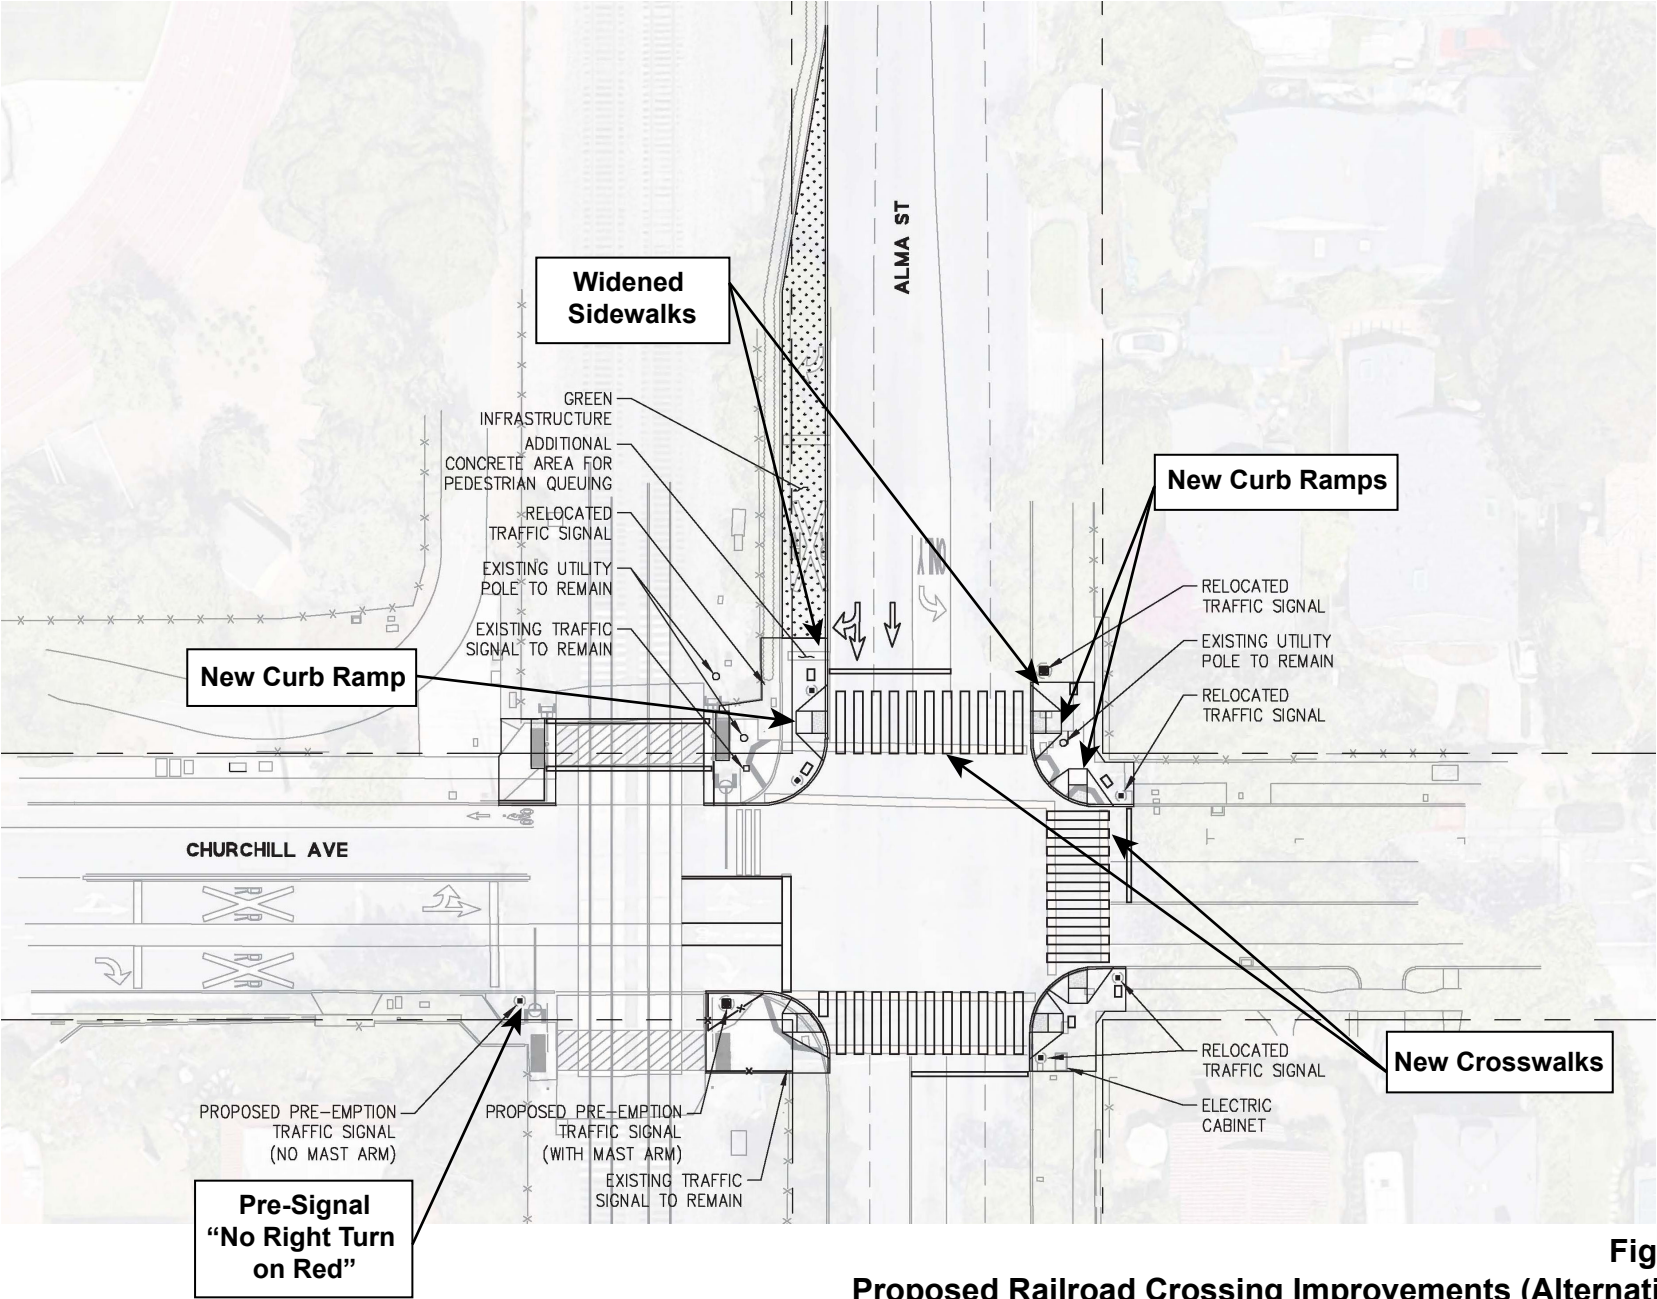 ALMA ST
Widened
Sidewalks
GREEN
INFRASTRUCTURE
ADDITIONAL
CONCRETE AREA FOR
PEDESTRIAN QUEUING
RELOCATED
TRAFFIC SIGNAL
EXISTING UTILITY
POLE TO REMAIN
EXISTING TRAFFIC
SIGNAL TO REMAIN
New Curb Ramp
New Curb Ramps
ONLY
RELOCATED
TRAFFIC SIGNAL
EXISTING UTILITY
POLE TO REMAIN
RELOCATED
TRAFFIC SIGNAL
CHURCHILL AVE
R R
R R
New Crosswalks
RELOCATED
TRAFFIC SIGNAL
ELECTRIC
CABINET
PROPOSED PRE-EMPTION
TRAFFIC SIGNAL
(NO MAST ARM)
PROPOSED PRE-EMPTION
TRAFFIC SIGNAL
(WITH MAST ARM)
EXISTING TRAFFIC
SIGNAL TO REMAIN
Pre-Signal
“No Right Turn
on Red”
Fig
Proposed Railroad Crossing Improvements (Alternati